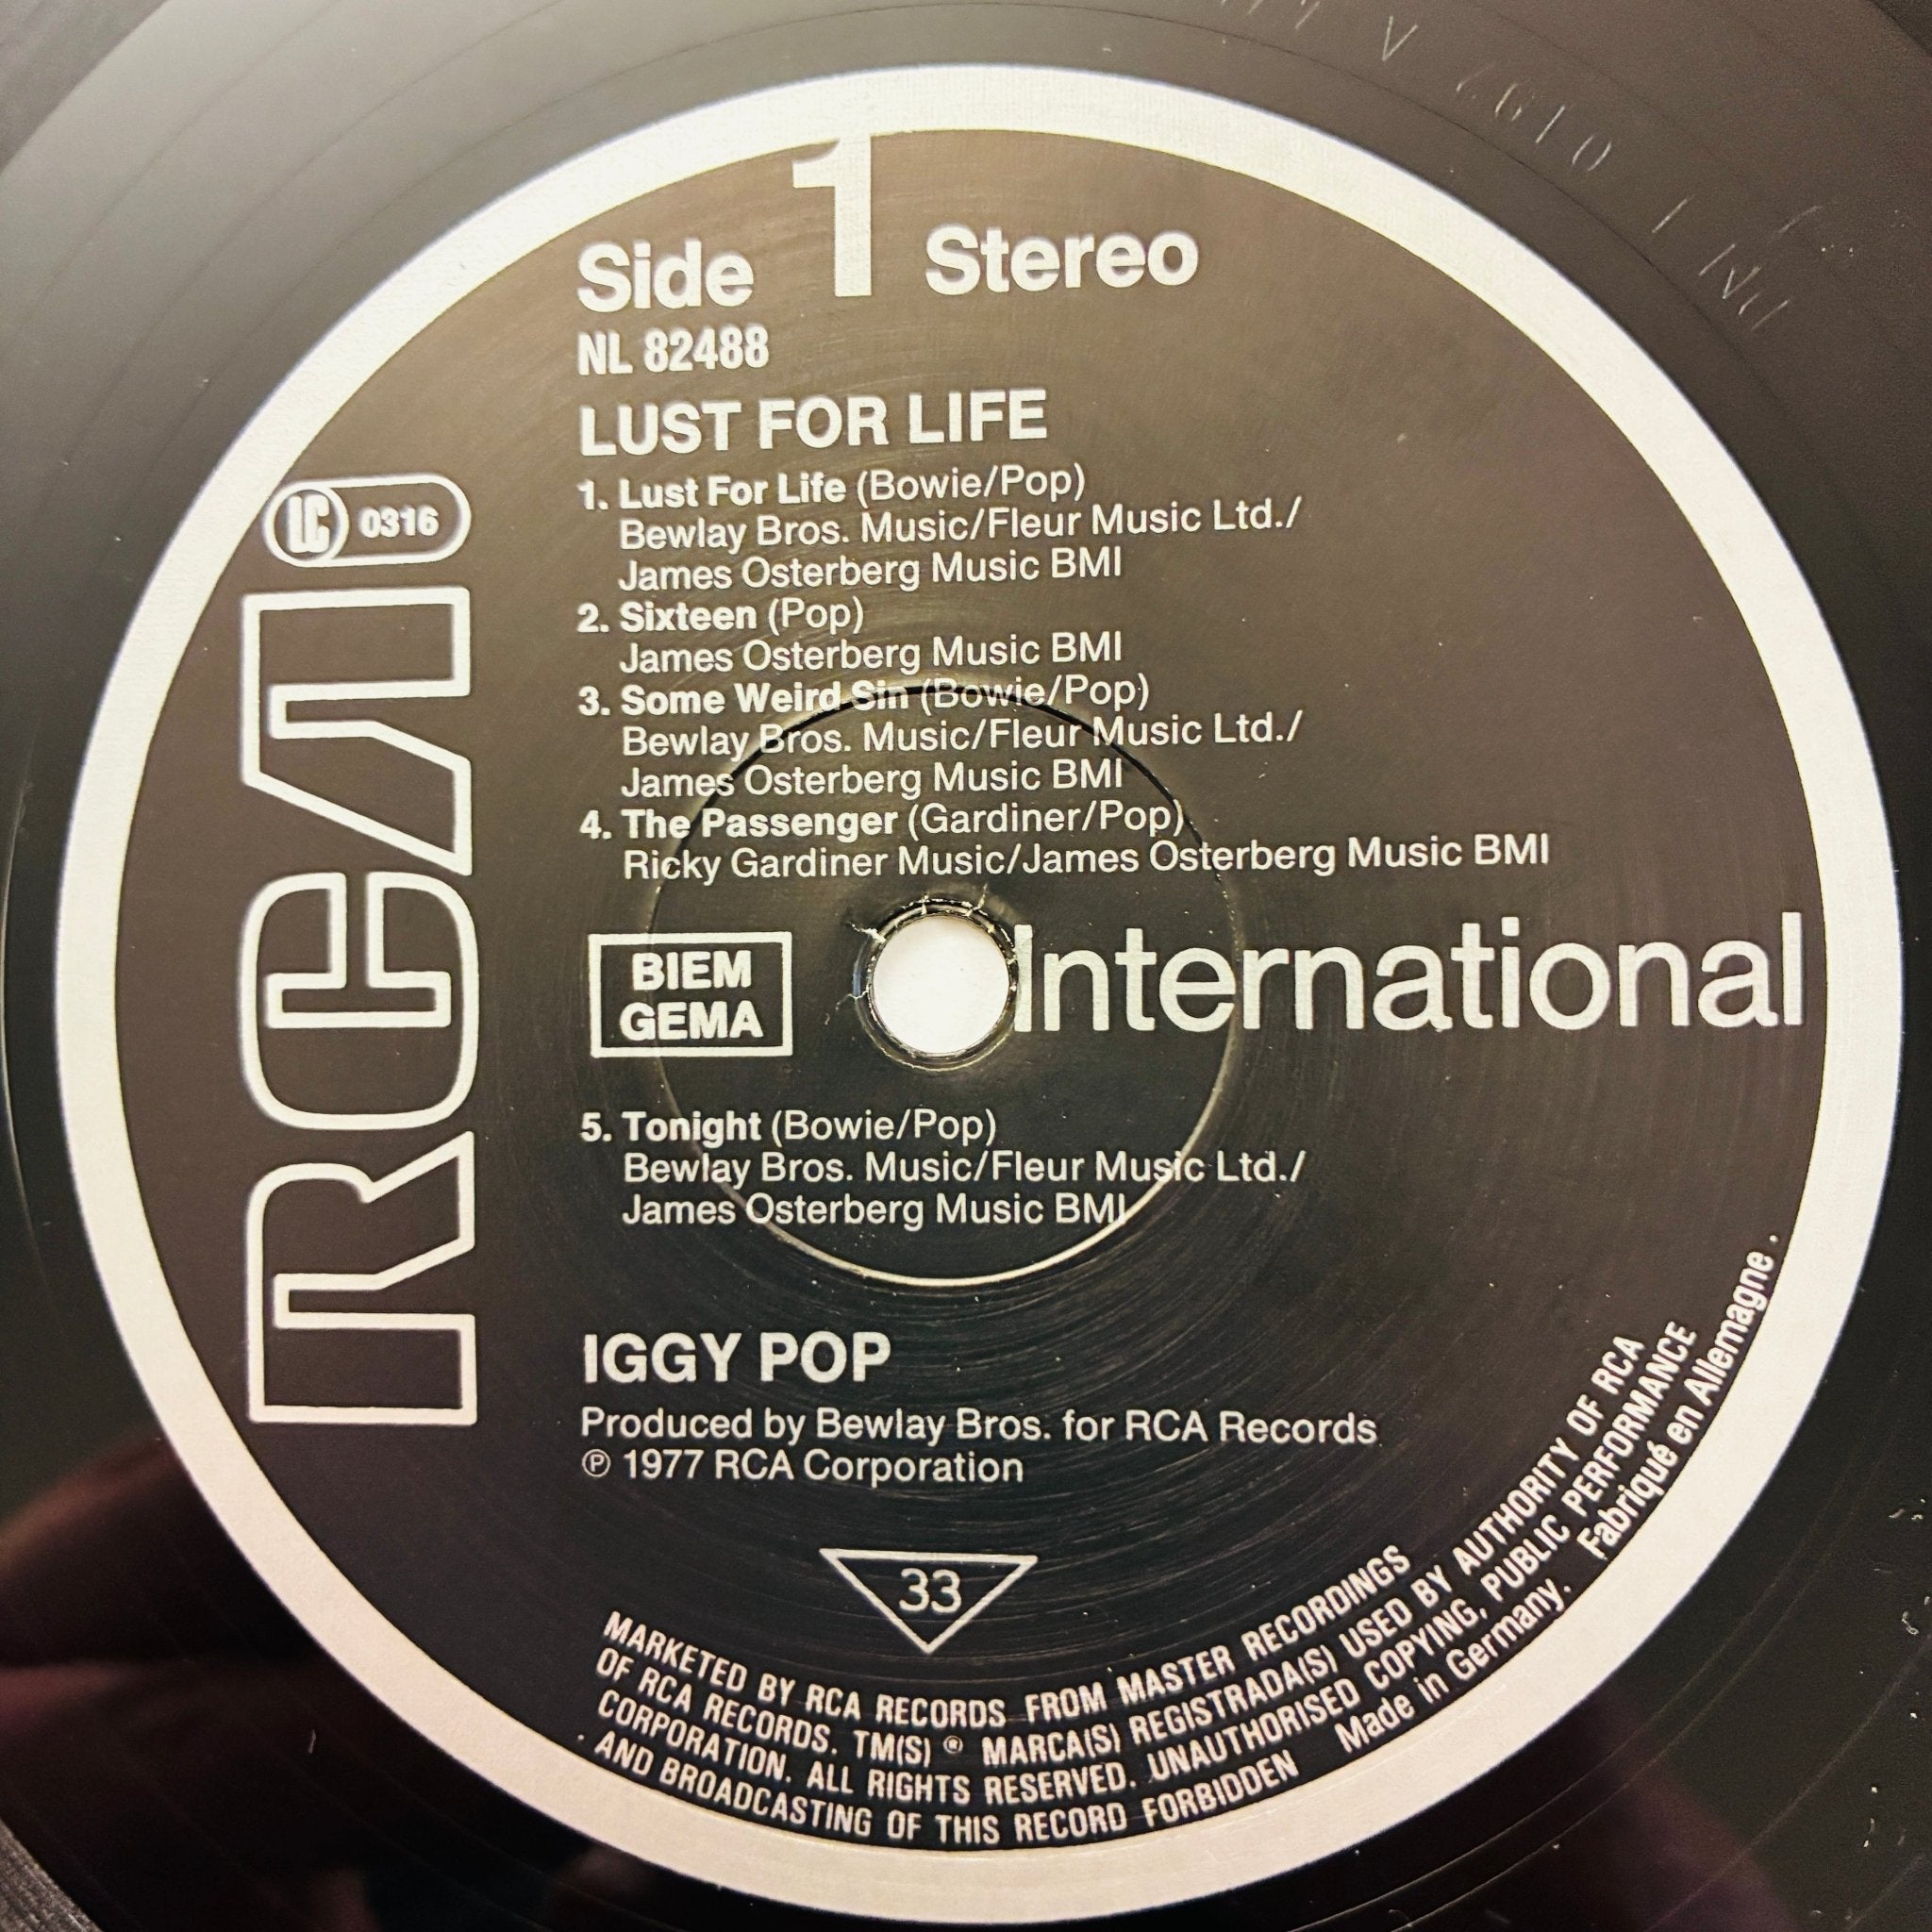 Side 1 Stereo
NL 82488
LUST FOR LIFE
1. Lust For Life (Bowie/Pop)
Bewlay Bros. Music/Fleur Music Ltd./
James Osterberg Music BMI
2. Sixteen (Pop)
James Osterberg Music BMI
3. Some Weird Sin (Bowie/Pop)
Bewlay Bros. Music/Fleur Music Ltd./
James Osterberg Music BMI
4. The Passenger (Gardiner/Pop)
Ricky Gardiner Music/James Osterberg Music BMI
LC 0316
RCA
BIEM
GEMA
International
5. Tonight (Bowie/Pop)
Bewlay Bros. Music/Fleur Music Ltd./
James Osterberg Music BMI
IGGY POP
Produced by Bewlay Bros. for RCA Records
℗ 1977 RCA Corporation
33
MARKETED BY RCA RECORDS FROM MASTER RECORDINGS
OF RCA RECORDS. TM(S) ® MARCA(S) REGISTRADA(S) USED BY AUTHORITY OF RCA
CORPORATION. ALL RIGHTS RESERVED. UNAUTHORISED COPYING, PUBLIC PERFORMANCE
· AND BROADCASTING OF THIS RECORD FORBIDDEN Made in Germany. Fabriqué en Allemagne .